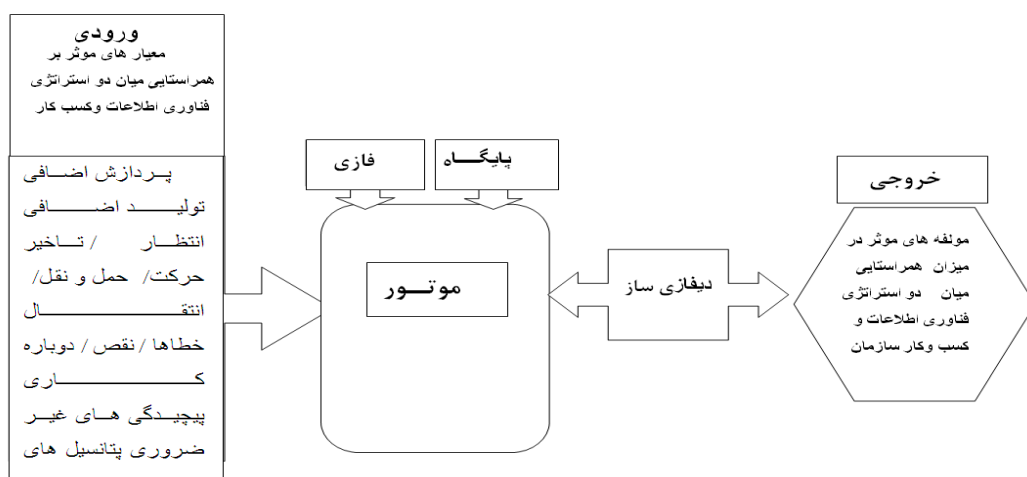 ورودی
معیار های موثر بر
همراستایی میان دو استراتژی
فناوری اطلاعات وکسب کار
پردازش اضافی
تولید اضافی
انتظار / تاخیر
حرکت/ حمل و نقل/
انتقال
خطاها / نقص / دوباره
کاری
پیچیدگی های غیر
ضروری پتانسیل های
فازی
پایگاه
موتور
دیفازی ساز
خروجی
مولفه های موثر در
میزان همراستایی
میان دو استراتژی
فناوری اطلاعات و
کسب وکار سازمان